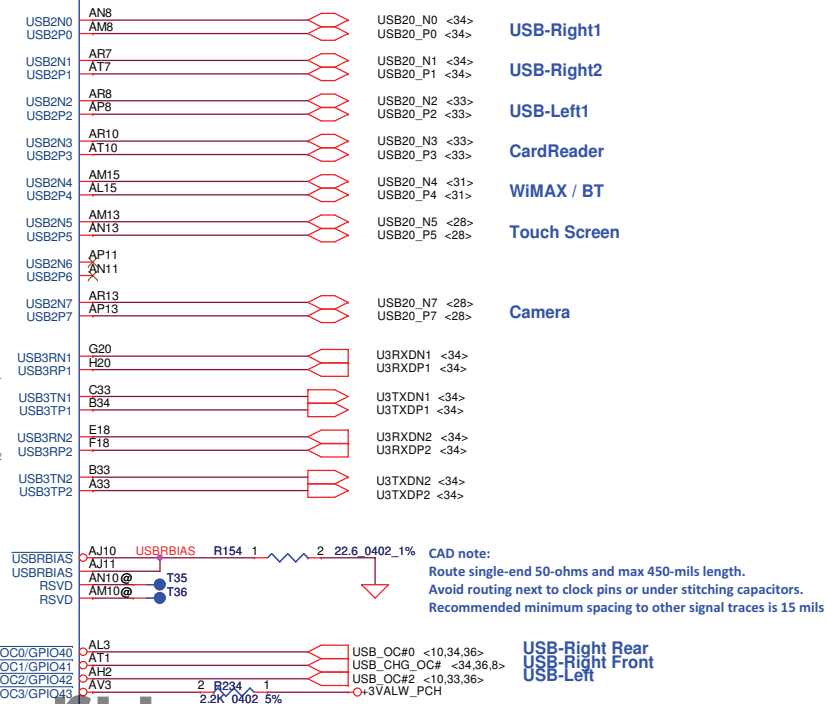 USB2N0 AN8 USB20_N0 <34>
USB2P0 AM8 USB20_P0 <34> USB-Right1
USB2N1 AR7 USB20_N1 <34>
USB2P1 AT7 USB20_P1 <34> USB-Right2
USB2N2 AR8 USB20_N2 <33>
USB2P2 AP8 USB20_P2 <33> USB-Left1
USB2N3 AR10 USB20_N3 <33>
USB2P3 AT10 USB20_P3 <33> CardReader
USB2N4 AM15 USB20_N4 <31>
USB2P4 AL15 USB20_P4 <31> WiMAX / BT
USB2N5 AM13 USB20_N5 <28>
USB2P5 AN13 USB20_P5 <28> Touch Screen
USB2N6 AP11
USB2P6 AN11
USB2N7 AR13 USB20_N7 <28>
USB2P7 AP13 USB20_P7 <28> Camera
USB3RN1 G20 U3RXDN1 <34>
USB3RP1 H20 U3RXDP1 <34>
USB3TN1 C33 U3TXDN1 <34>
USB3TP1 B34 U3TXDP1 <34>
USB3RN2 E18 U3RXDN2 <34>
USB3RP2 F18 U3RXDP2 <34>
USB3TN2 B33 U3TXDN2 <34>
USB3TP2 A33 U3TXDP2 <34>
USBRBIAS AJ10 USBRBIAS R154 1 2 22.6_0402_1% CAD note:
USBRBIAS AJ11 Route single-end 50-ohms and max 450-mils length.
RSVD AN10 @ T35 Avoid routing next to clock pins or under stitching capacitors.
RSVD AM10 @ T36 Recommended minimum spacing to other signal traces is 15 mils
OC0/GPIO40 AL3 USB_OC#0 <10,34,36> USB-Right Rear
OC1/GPIO41 AT1 USB_CHG_OC# <34,36,8> USB-Right Front
OC2/GPIO42 AH2 USB_OC#2 <10,33,36> USB-Left
OC3/GPIO43 AV3 2 R234 1 +3VALW_PCH
2.2K_0402_5%